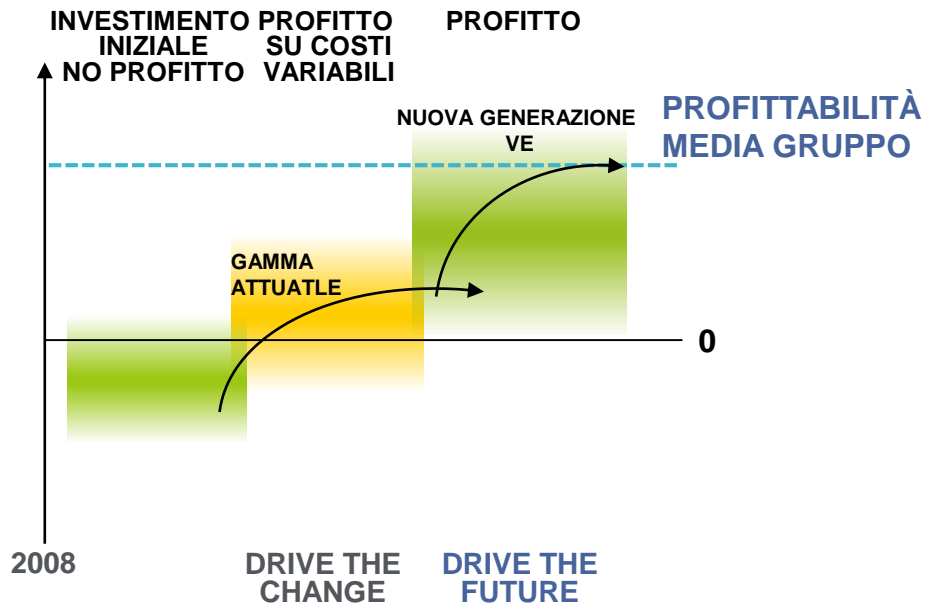 INVESTIMENTO
INIZIALE
NO PROFITTO
PROFITTO
SU COSTI
VARIABILI
PROFITTO
NUOVA GENERAZIONE
VE
PROFITTABILITÀ
MEDIA GRUPPO
GAMMA
ATTUATLE
0
2008
DRIVE THE
CHANGE
DRIVE THE
FUTURE